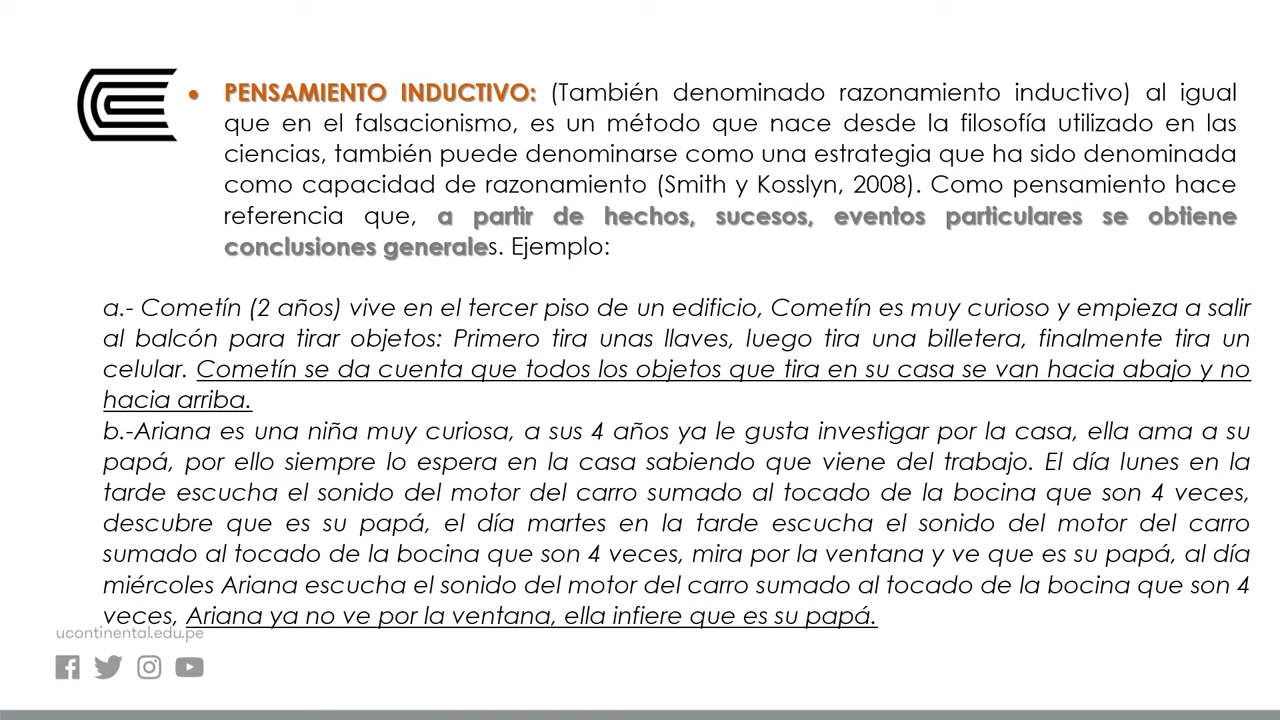 • PENSAMIENTO INDUCTIVO: (También denominado razonamiento inductivo) al igual
que en el falsacionismo, es un método que nace desde la filosofía utilizado en las
ciencias, también puede denominarse como una estrategia que ha sido denominada
como capacidad de razonamiento (Smith y Kosslyn, 2008). Como pensamiento hace
referencia que, a partir de hechos, sucesos, eventos particulares se obtiene
conclusiones generales. Ejemplo:
a.- Cometín (2 años) vive en el tercer piso de un edificio, Cometín es muy curioso y empieza a salir
al balcón para tirar objetos: Primero tira unas llaves, luego tira una billetera, finalmente tira un
celular. Cometín se da cuenta que todos los objetos que tira en su casa se van hacia abajo y no
hacia arriba.
b.-Ariana es una niña muy curiosa, a sus 4 años ya le gusta investigar por la casa, ella ama a su
papá, por ello siempre lo espera en la casa sabiendo que viene del trabajo. El día lunes en la
tarde escucha el sonido del motor del carro sumado al tocado de la bocina que son 4 veces,
descubre que es su papá, el día martes en la tarde escucha el sonido del motor del carro
sumado al tocado de la bocina que son 4 veces, mira por la ventana y ve que es su papá, al día
miércoles Ariana escucha el sonido del motor del carro sumado al tocado de la bocina que son 4
veces, Ariana ya no ve por la ventana, ella infiere que es su papá.
ucontinental.edu.pe